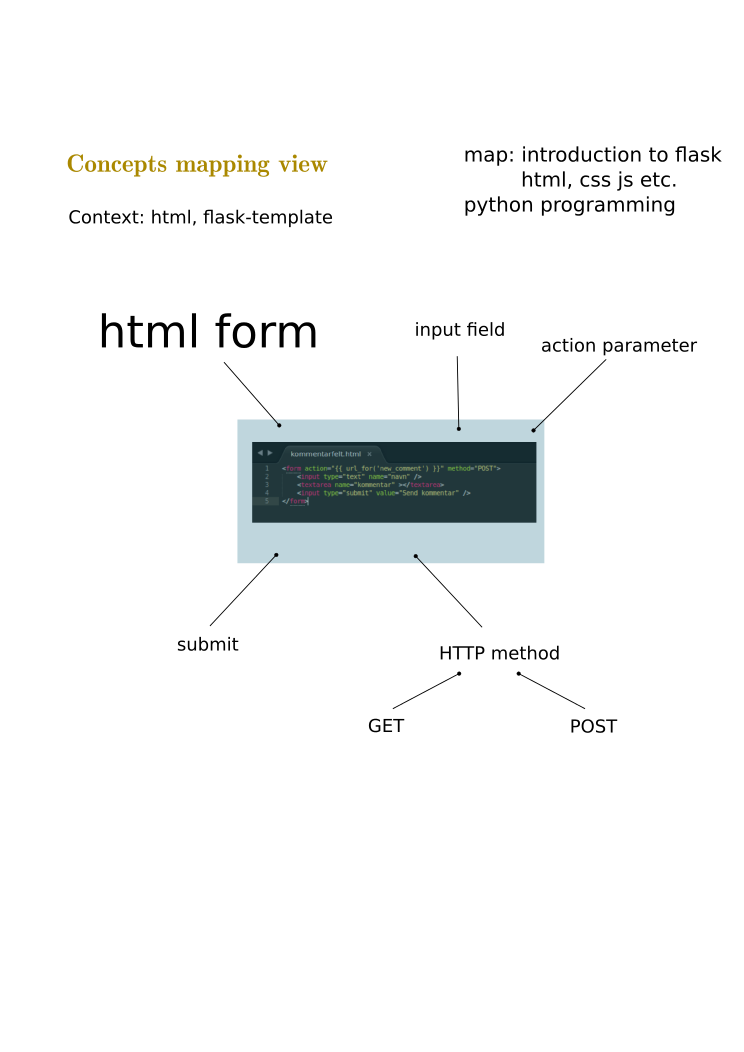 Concepts mapping view
map: introduction to flask
html, css js etc.
python programming
Context: html, flask-template
html form
input field
action parameter
kommentarfelt.html ×
1 <form action="{{ url_for('new_comment') }}" method="POST">
2 <input type="text" name="navn" />
3 <textarea name="kommentar" ></textarea>
4 <input type="submit" value="Send kommentar" />
5 </form>
submit
HTTP method
GET
POST